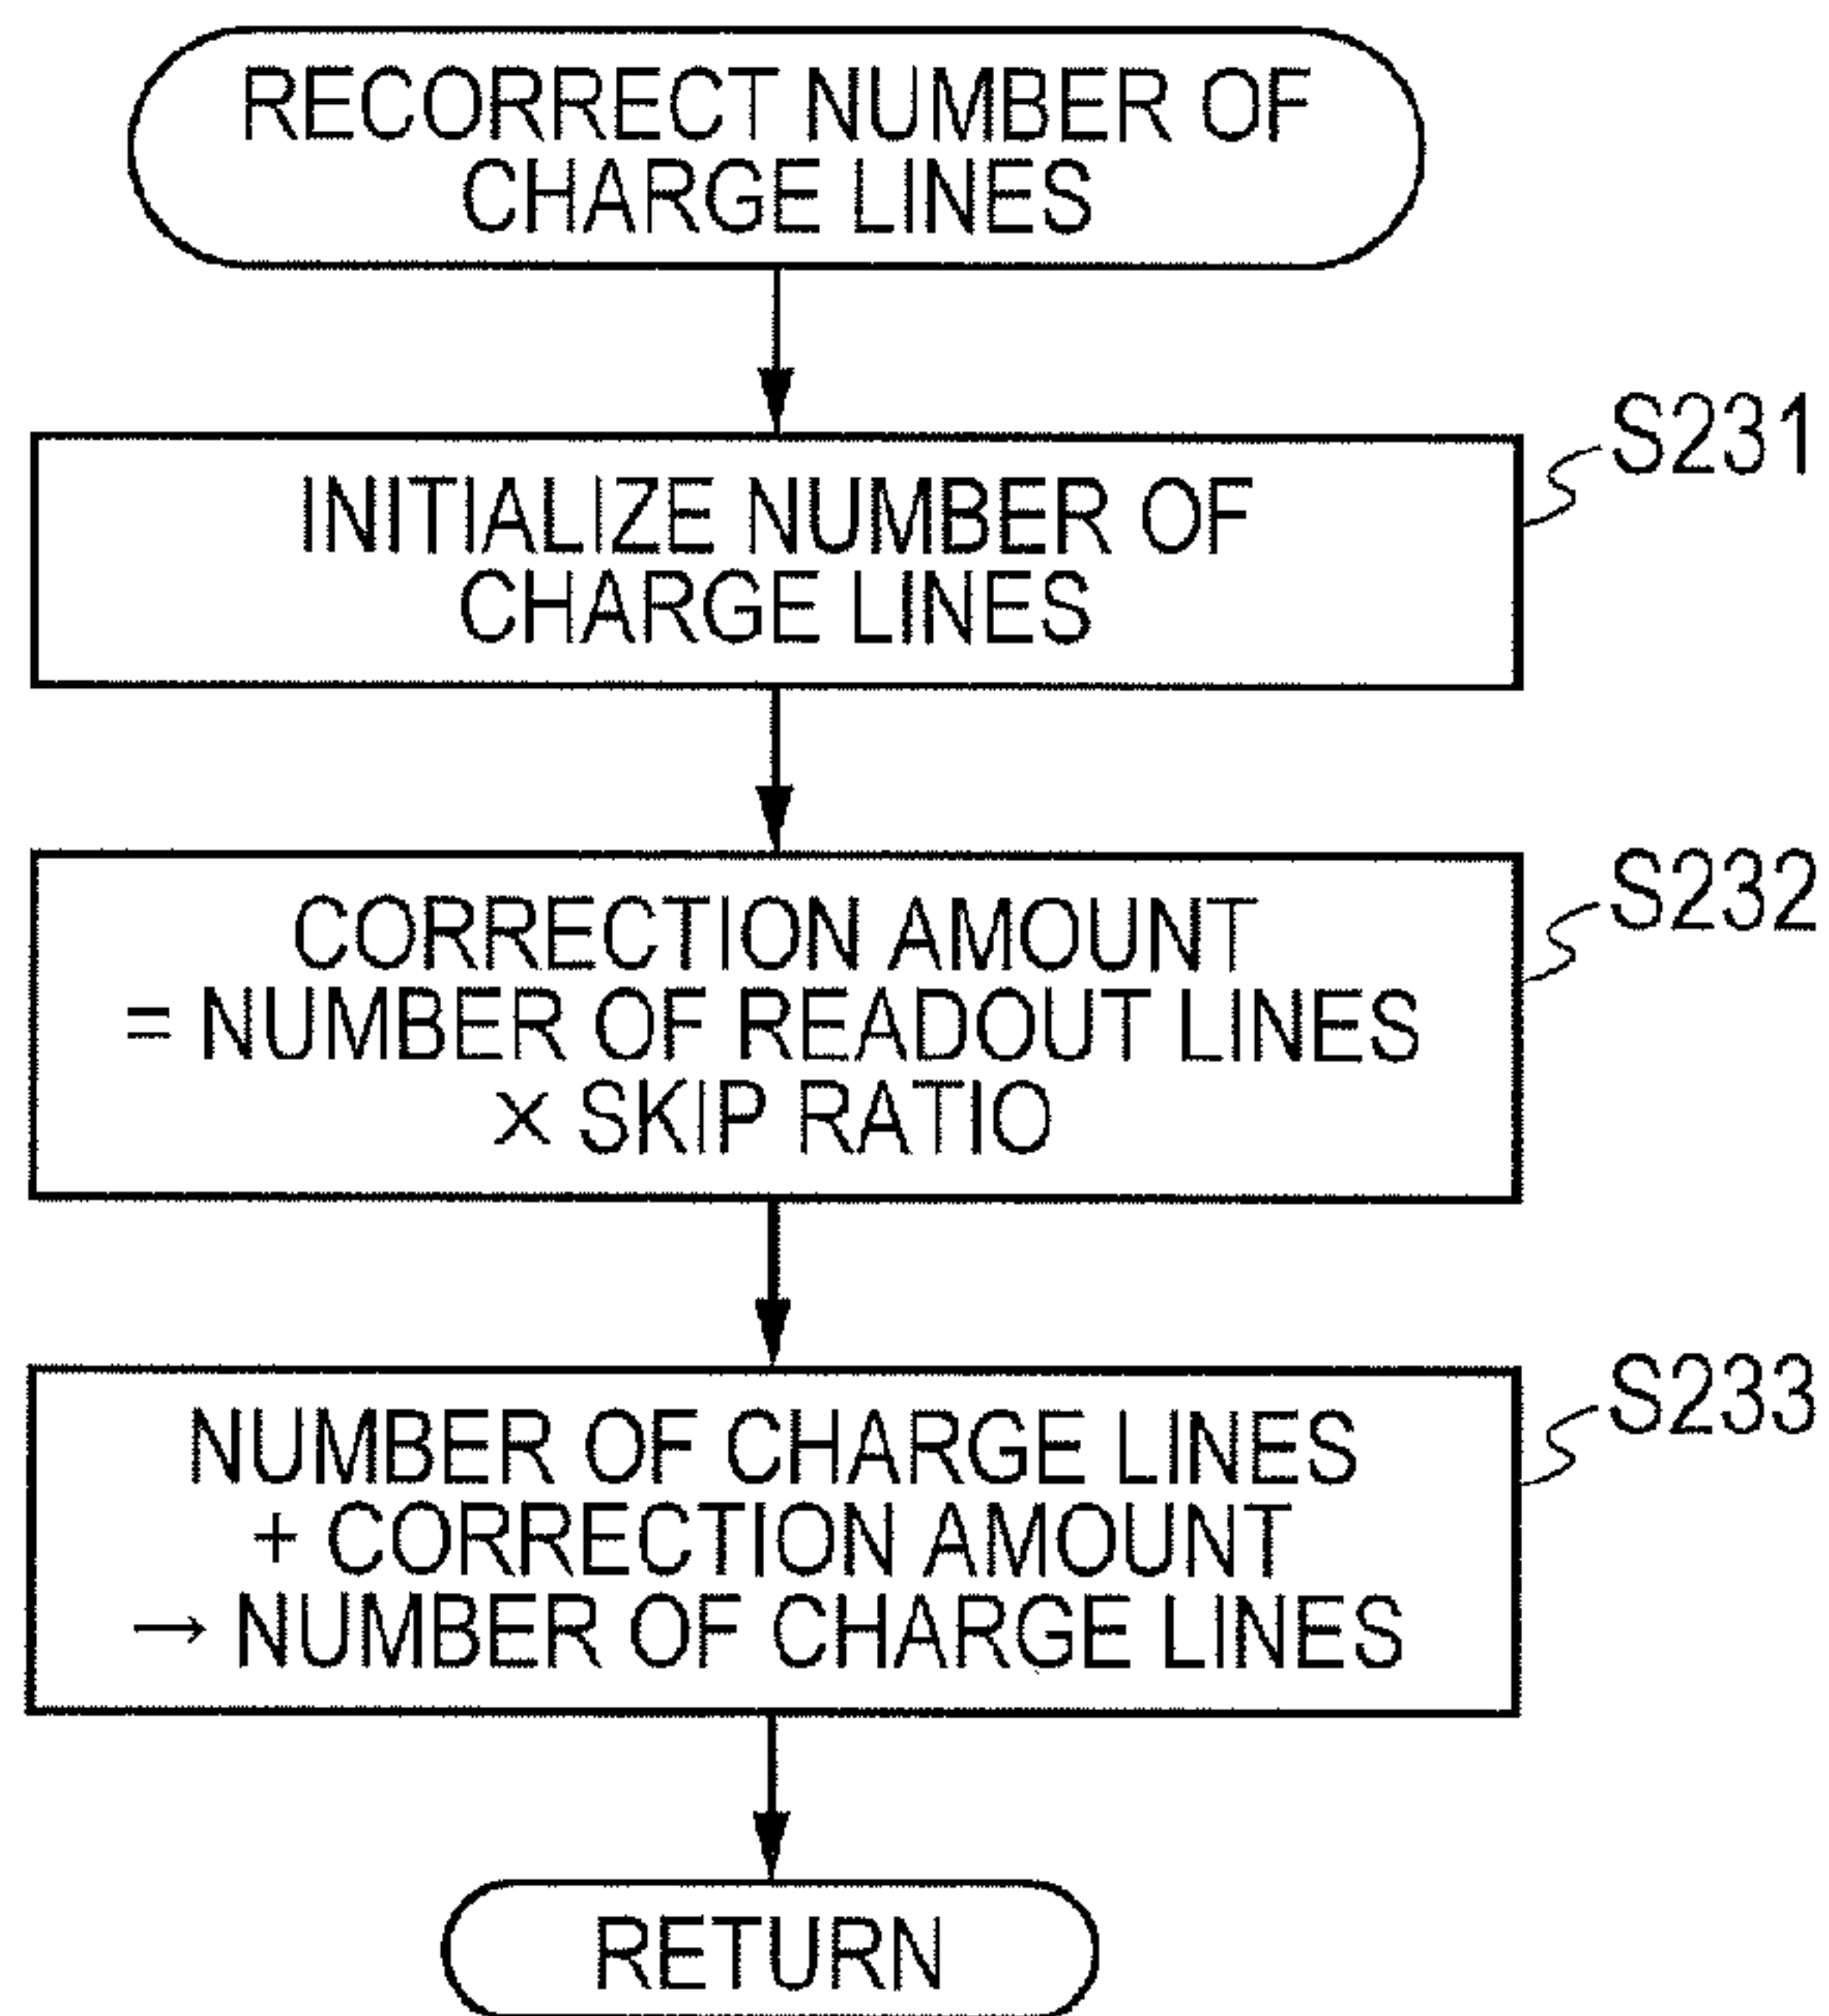 RECORRECT NUMBER OF
CHARGE LINES
S231
INITIALIZE NUMBER OF
CHARGE LINES
S232
CORRECTION AMOUNT
= NUMBER OF READOUT LINES
× SKIP RATIO
S233
NUMBER OF CHARGE LINES
+ CORRECTION AMOUNT
→ NUMBER OF CHARGE LINES
RETURN